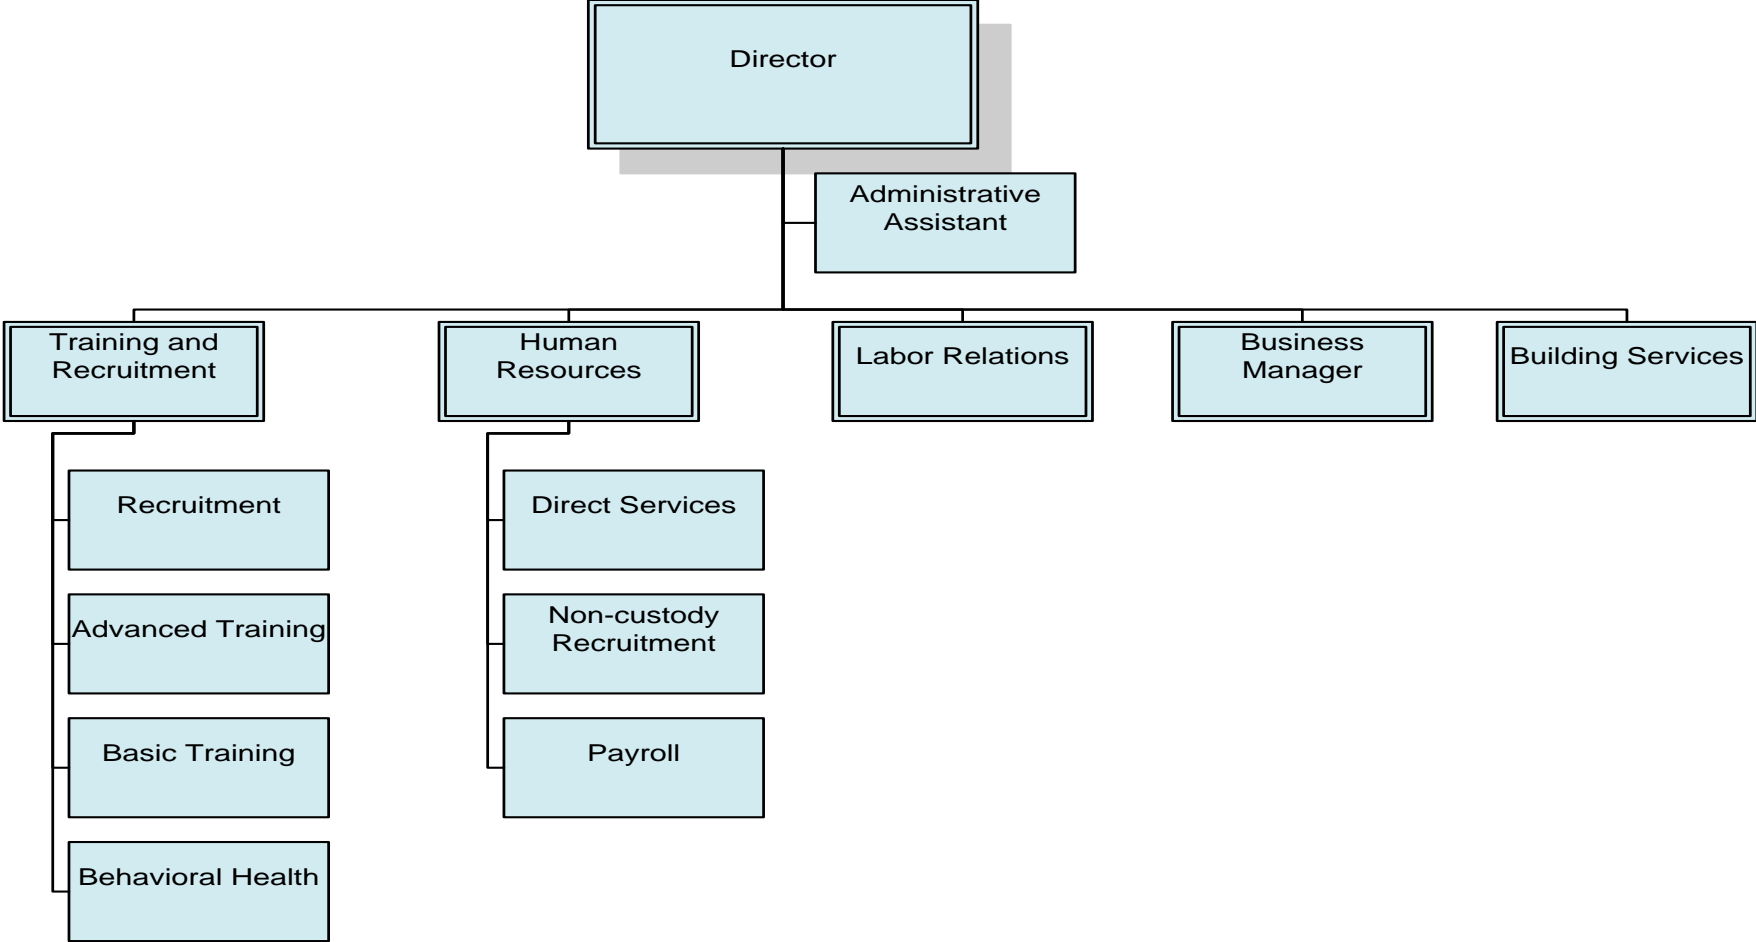 Director
Administrative
Assistant
Training and
Recruitment
Human
Resources
Labor Relations
Business
Manager
Building Services
Recruitment
Advanced Training
Basic Training
Behavioral Health
Direct Services
Non-custody
Recruitment
Payroll